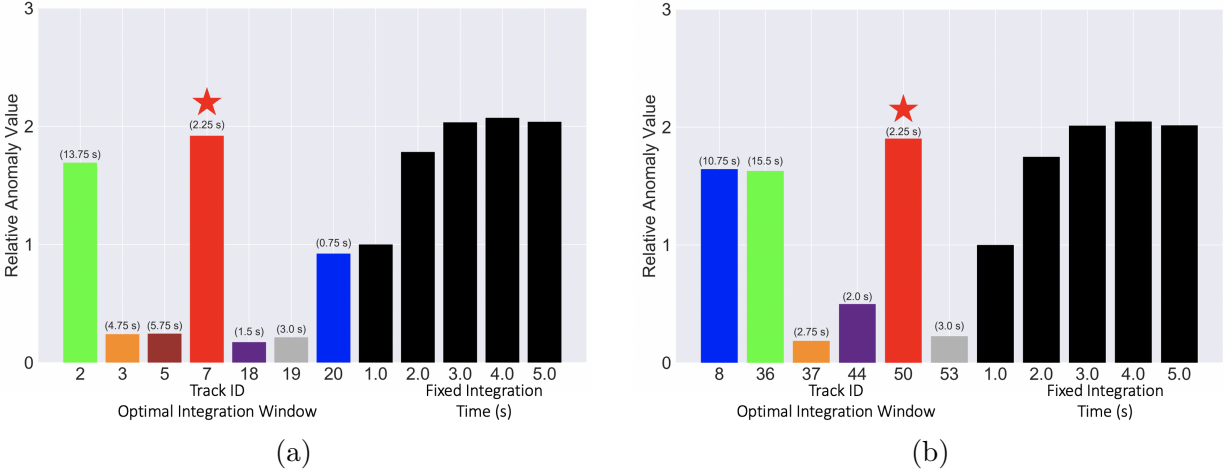 3
2
1
0
Relative Anomaly Value
(13.75 s)
(4.75 s)
(5.75 s)
(2.25 s)
(1.5 s)
(3.0 s)
(0.75 s)
2 3 5 7 18 19 20 1.0 2.0 3.0 4.0 5.0
Track ID
Optimal Integration Window
Fixed Integration
Time (s)
(a)
3
2
1
0
Relative Anomaly Value
(10.75 s)
(15.5 s)
(2.75 s)
(2.0 s)
(2.25 s)
(3.0 s)
8 36 37 44 50 53 1.0 2.0 3.0 4.0 5.0
Track ID
Optimal Integration Window
Fixed Integration
Time (s)
(b)